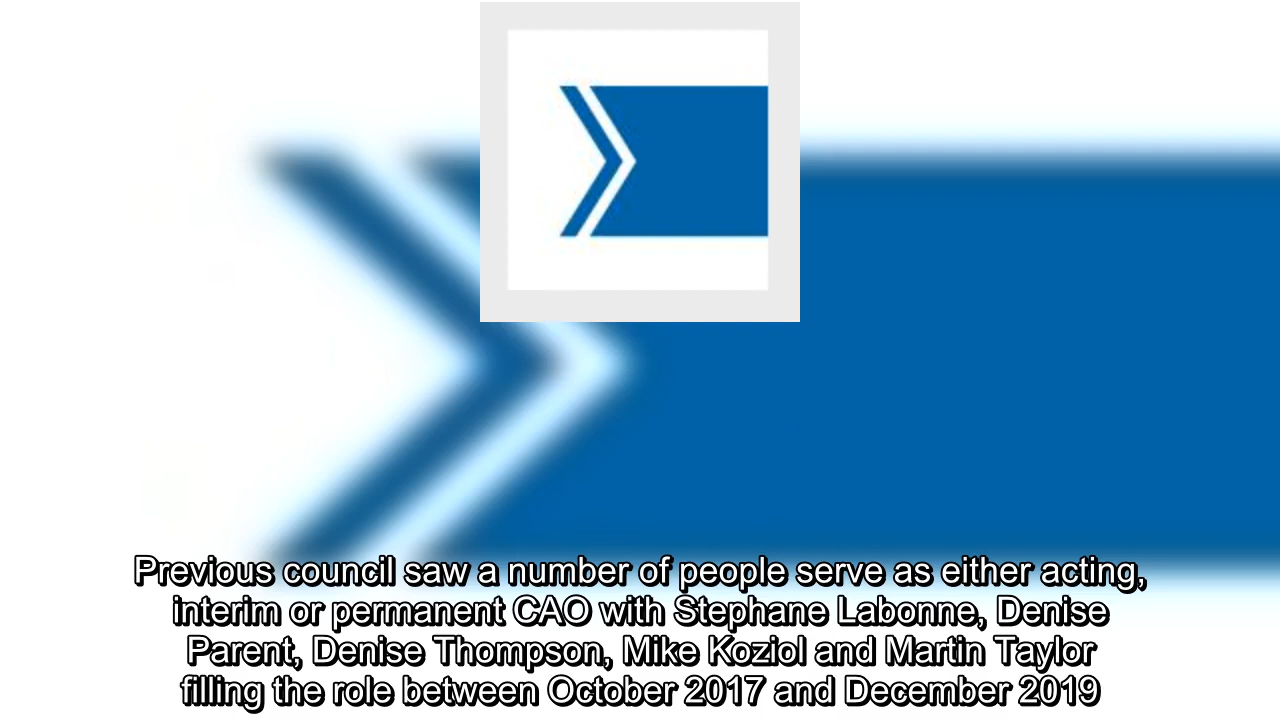 Previous council saw a number of people serve as either acting,
interim or permanent CAO with Stephane Labonne, Denise
Parent, Denise Thompson, Mike Koziol and Martin Taylor
filling the role between October 2017 and December 2019